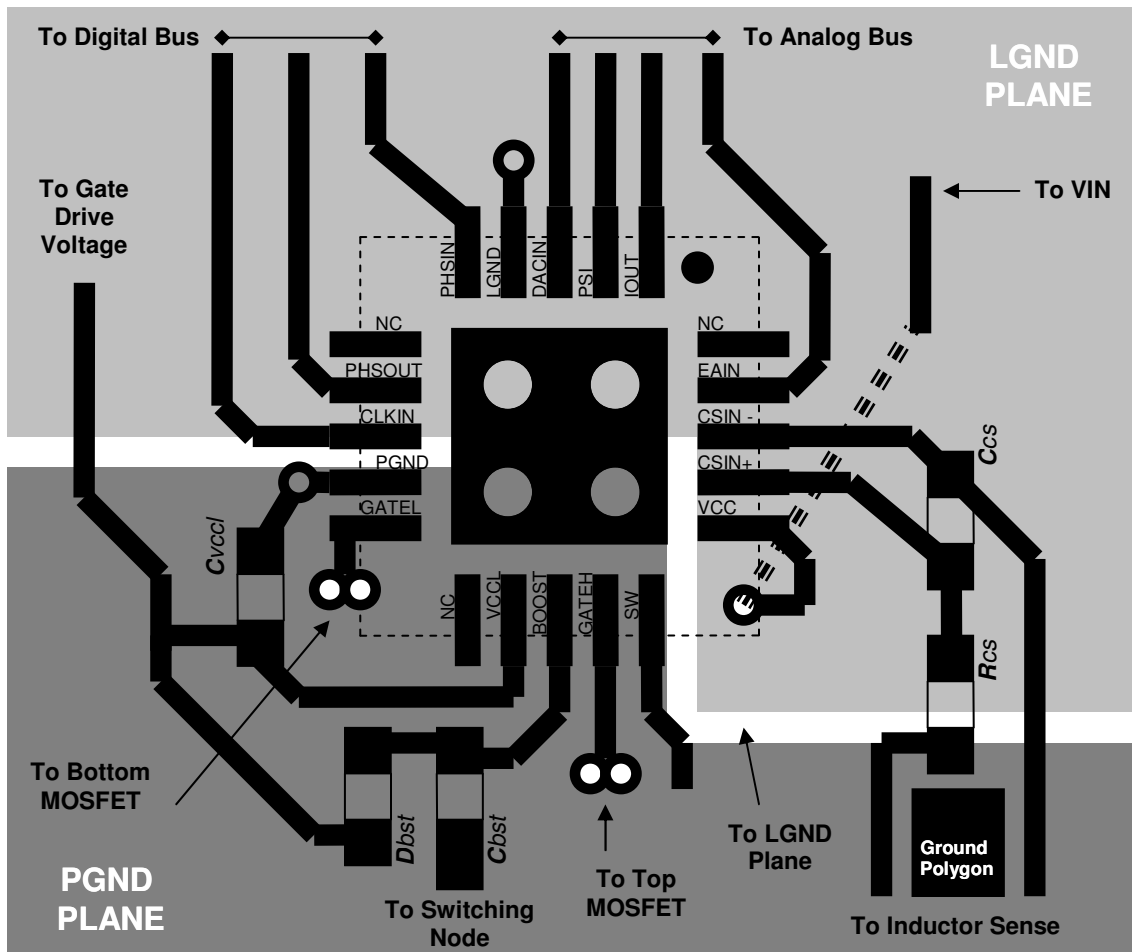 To Digital Bus
To Analog Bus
LGND
PLANE
To Gate
Drive
Voltage
To VIN
PHSIN
LGND
DACIN
PSI
IOUT
NC
PHSOUT
CLKIN
PGND
GATEL
NC
EAIN
CSIN -
CSIN+
VCC
Ccs
Cvccl
NC
VCCL
BOOST
GATEH
SW
Rcs
To Bottom
MOSFET
Dbst
Cbst
To LGND
Plane
Ground
Polygon
PGND
PLANE
To Switching
Node
To Top
MOSFET
To Inductor Sense